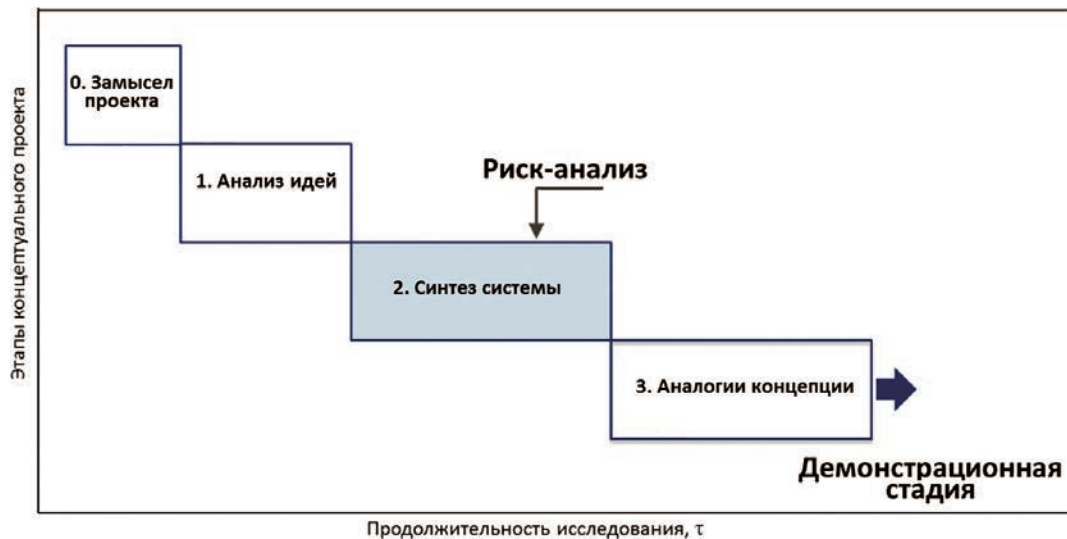 0. Замысел
проекта
1. Анализ идей
Риск-анализ
2. Синтез системы
3. Аналогии концепции
Демонстрационная
стадия
Этапы концептуального проекта
Продолжительность исследования, τ